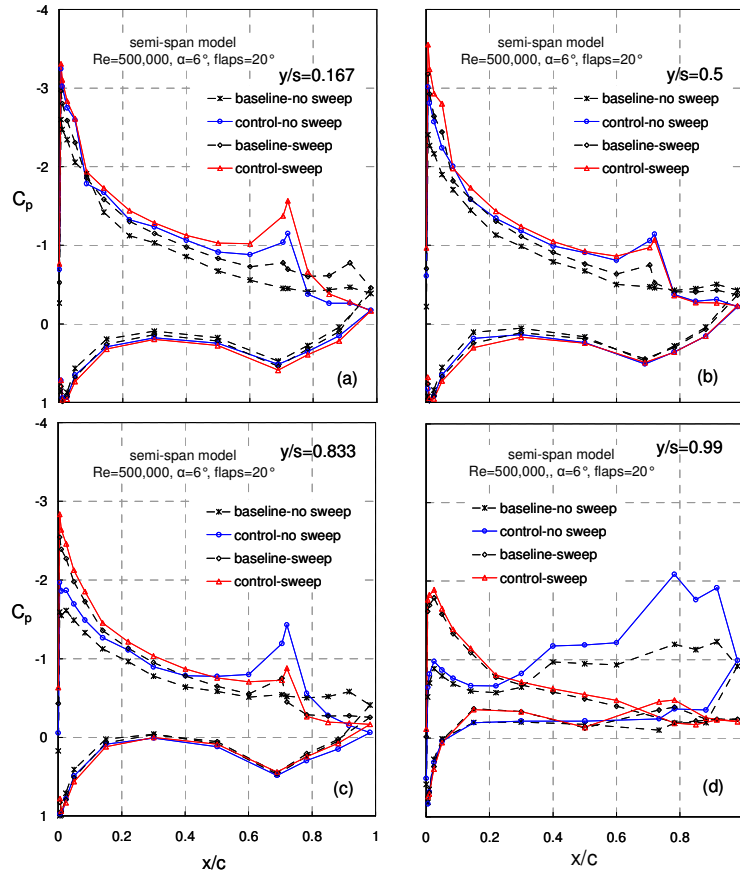 -4
semi-span model
Re=500,000, α=6°, flaps=20°
y/s=0.167
-3
baseline-no sweep
control-no sweep
baseline-sweep
control-sweep
-2
Cp
-1
0
1
(a)
semi-span model
Re=500,000, α=6°, flaps=20°
y/s=0.5
baseline-no sweep
control-no sweep
baseline-sweep
control-sweep
(b)
-4
semi-span model
y/s=0.833
Re=500,000, α=6°, flaps=20°
-3
baseline-no sweep
control-no sweep
baseline-sweep
control-sweep
-2
Cp
-1
0
1
(c)
0
0.2
0.4
0.6
0.8
1
x/c
semi-span model
y/s=0.99
Re=500,000,, α=6°, flaps=20°
baseline-no sweep
control-no sweep
baseline-sweep
control-sweep
(d)
0
0.2
0.4
0.6
0.8
x/c